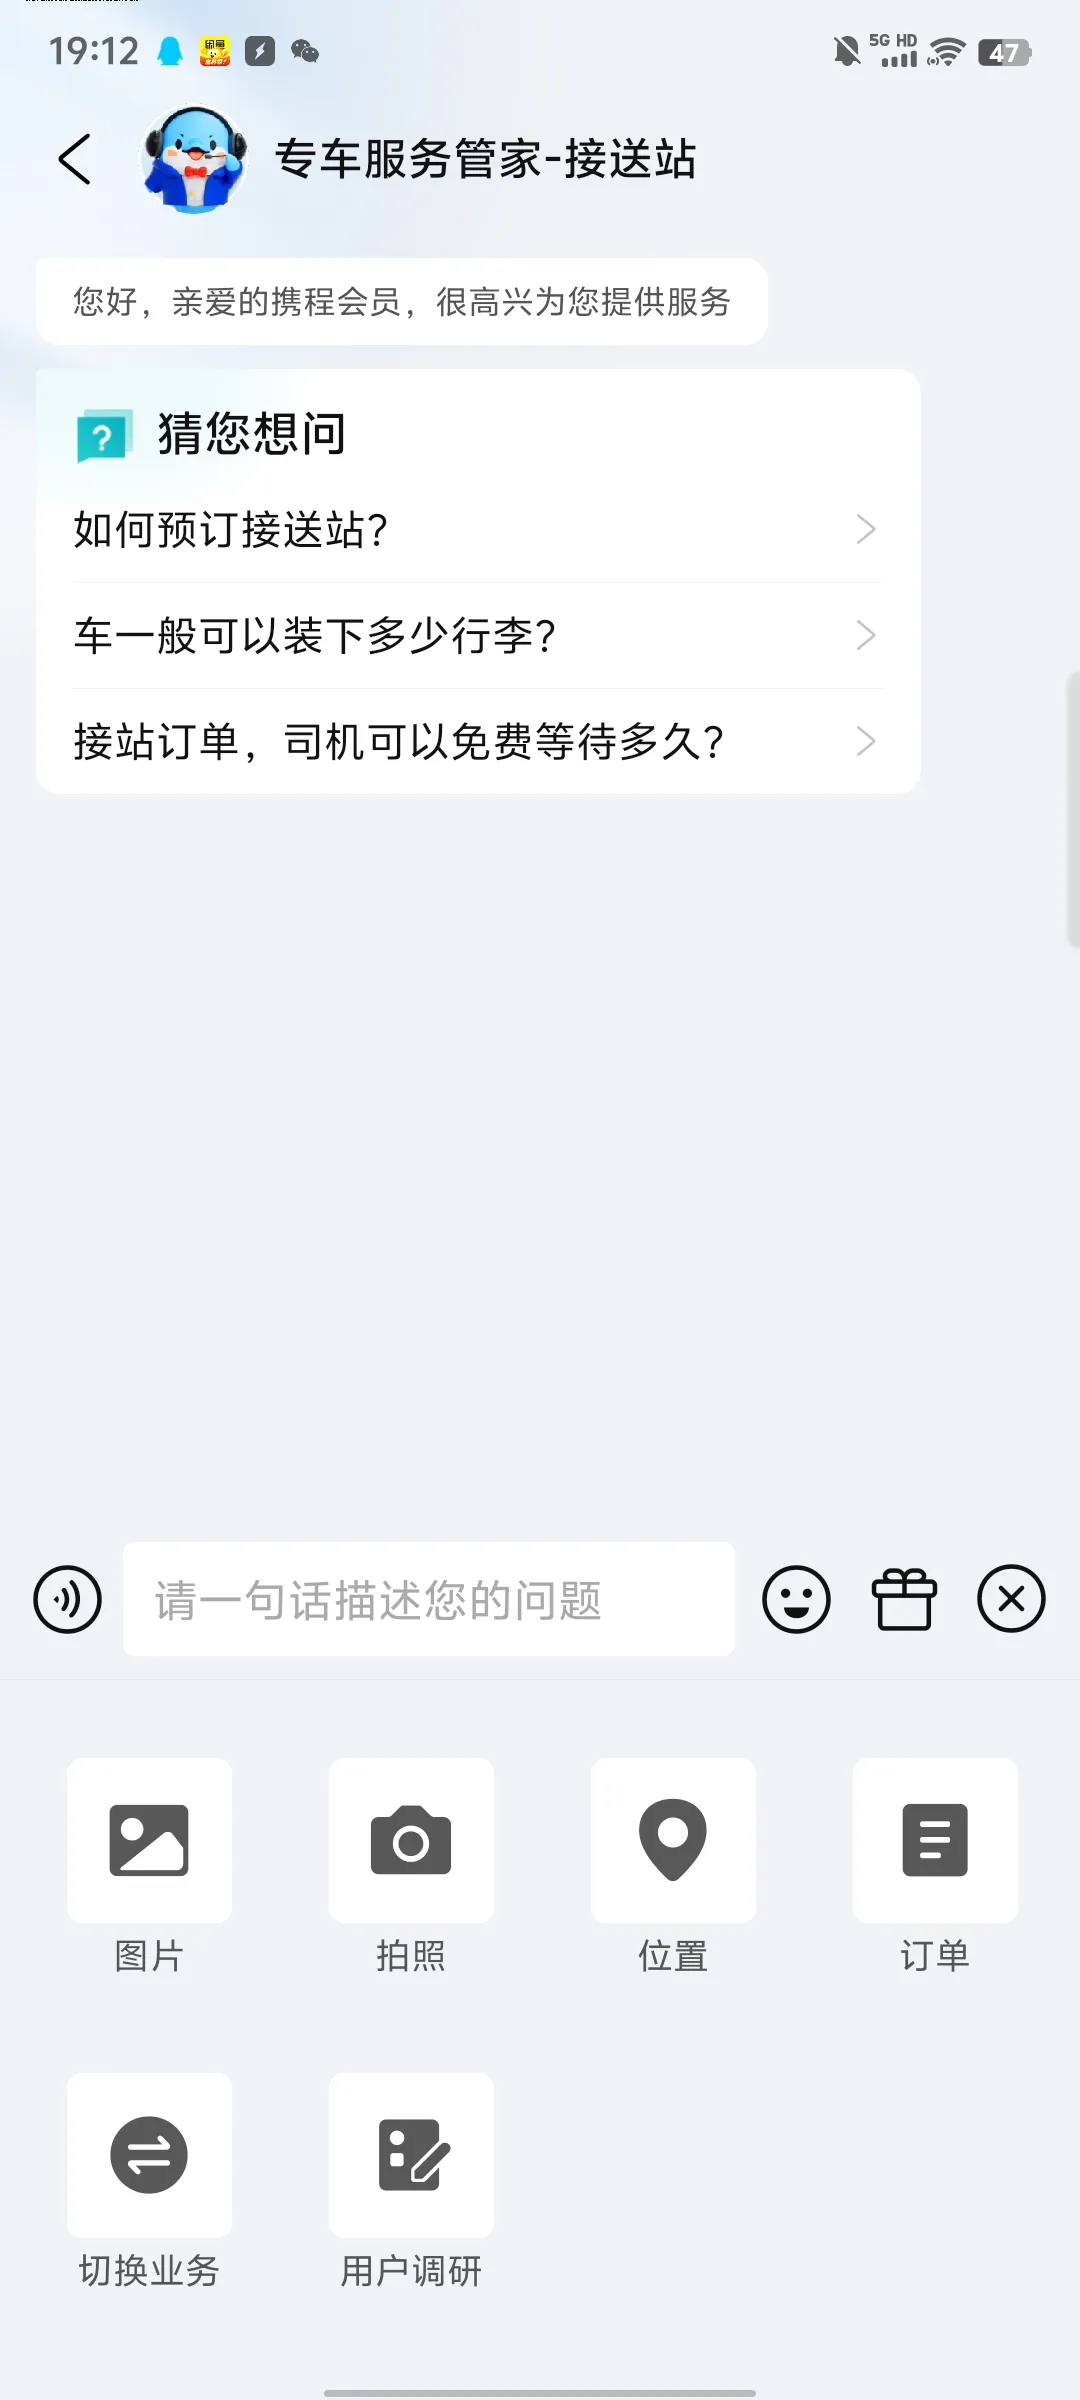 19:12
5G HD
47
专车服务管家-接送站
您好，亲爱的携程会员，很高兴为您提供服务
猜您想问
如何预订接送站？
车一般可以装下多少行李？
接站订单，司机可以免费等待多久？
请一句话描述您的问题
图片
拍照
位置
订单
切换业务
用户调研